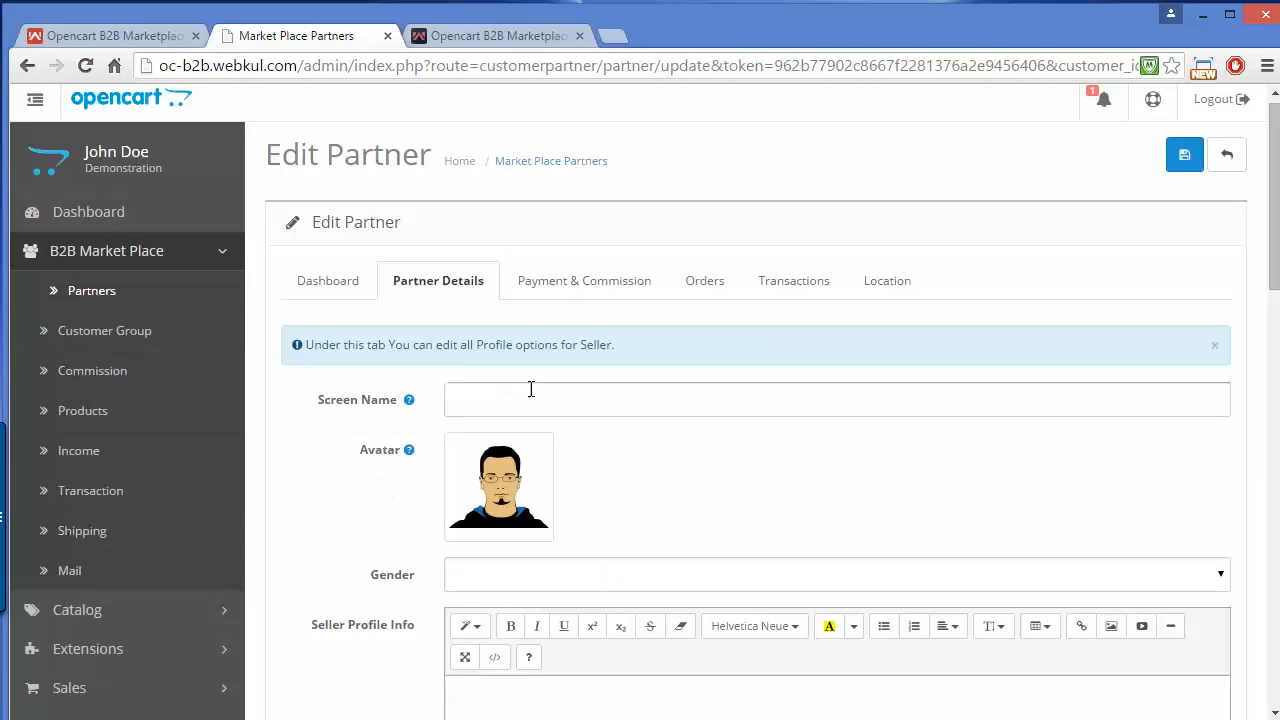 Opencart B2B Marketplac
Market Place Partners
Opencart B2B Marketplac
oc-b2b.webkul.com/admin/index.php?route=customerpartner/partner/update&token=962b77902c8667f2281376a2e9456406&customer_id
NEW
opencart
1
Logout
John Doe
Demonstration
Edit Partner
Home / Market Place Partners
Dashboard
B2B Market Place
Partners
Customer Group
Commission
Products
Income
Transaction
Shipping
Mail
Catalog
Extensions
Sales
Edit Partner
Dashboard
Partner Details
Payment & Commission
Orders
Transactions
Location
Under this tab You can edit all Profile options for Seller.
×
Screen Name ?
Avatar ?
Gender
Seller Profile Info
B I U x² x₂ S
Helvetica Neue
A
T
</> ?